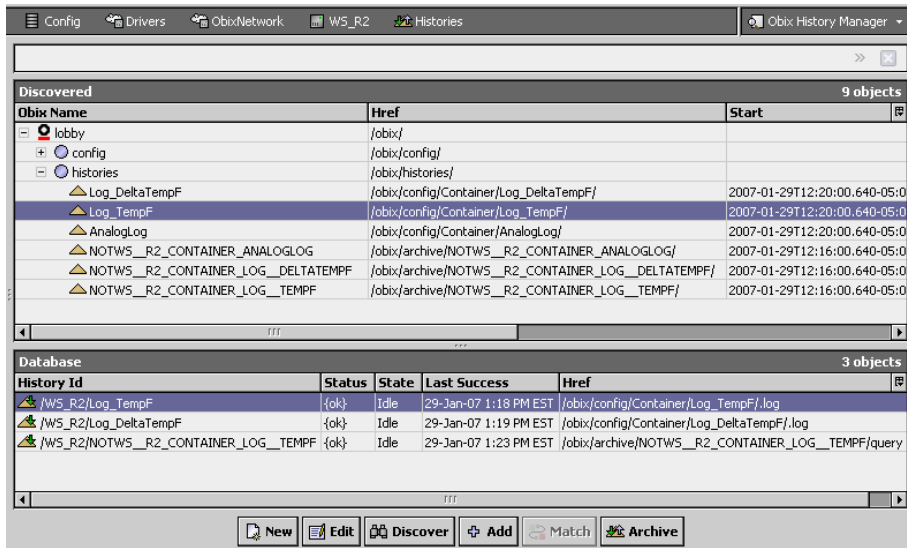 Config Drivers ObixNetwork WS_R2 Histories Obix History Manager
Discovered 9 objects
Obix Name Href Start
lobby /obix/
config /obix/config/
histories /obix/histories/
Log_DeltaTempF /obix/config/Container/Log_DeltaTempF/ 2007-01-29T12:20:00.640-05:0
Log_TempF /obix/config/Container/Log_TempF/ 2007-01-29T12:20:00.640-05:0
AnalogLog /obix/config/Container/AnalogLog/ 2007-01-29T12:20:00.640-05:0
NOTWS__R2_CONTAINER_ANALOGLOG /obix/archive/NOTWS__R2_CONTAINER_ANALOGLOG/ 2007-01-29T12:16:00.640-05:0
NOTWS__R2_CONTAINER_LOG__DELTATEMPF /obix/archive/NOTWS__R2_CONTAINER_LOG__DELTATEMPF/ 2007-01-29T12:16:00.640-05:0
NOTWS__R2_CONTAINER_LOG__TEMPF /obix/archive/NOTWS__R2_CONTAINER_LOG__TEMPF/ 2007-01-29T12:16:00.640-05:0
Database 3 objects
History Id Status State Last Success Href
/WS_R2/Log_TempF {ok} Idle 29-Jan-07 1:18 PM EST /obix/config/Container/Log_TempF/.log
/WS_R2/Log_DeltaTempF {ok} Idle 29-Jan-07 1:19 PM EST /obix/config/Container/Log_DeltaTempF/.log
/WS_R2/NOTWS__R2_CONTAINER_LOG__TEMPF {ok} Idle 29-Jan-07 1:23 PM EST /obix/archive/NOTWS__R2_CONTAINER_LOG__TEMPF/query
New Edit Discover Add Match Archive